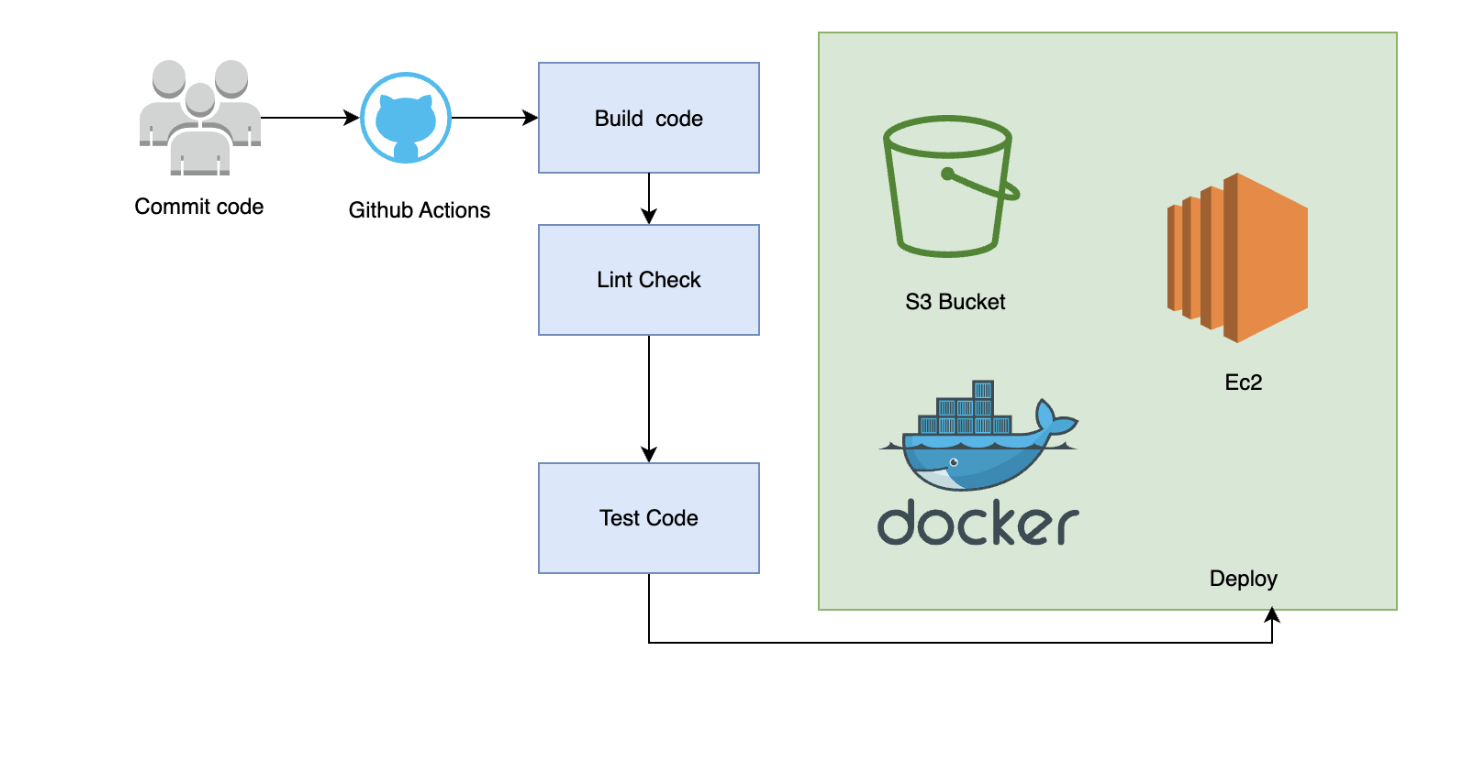 Commit code
Github Actions
Build code
Lint Check
Test Code
S3 Bucket
Ec2
docker
Deploy